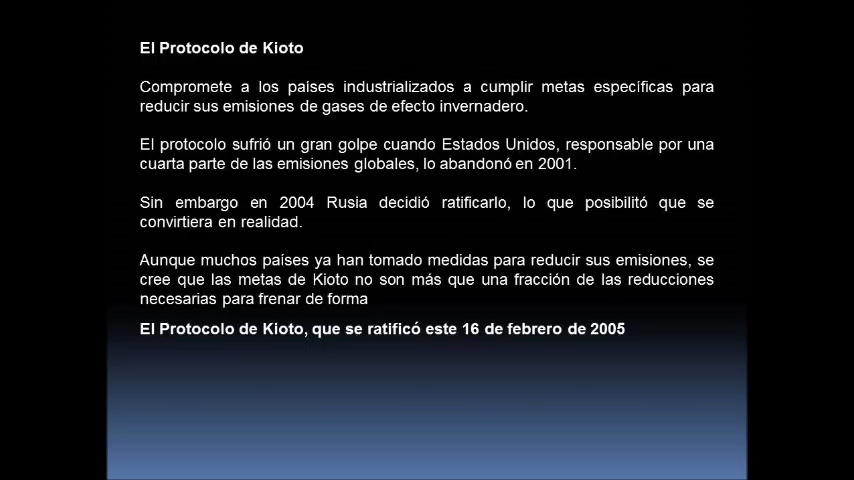 El Protocolo de Kioto
Compromete a los países industrializados a cumplir metas específicas para
reducir sus emisiones de gases de efecto invernadero.
El protocolo sufrió un gran golpe cuando Estados Unidos, responsable por una
cuarta parte de las emisiones globales, lo abandonó en 2001.
Sin embargo en 2004 Rusia decidió ratificarlo, lo que posibilitó que se
convirtiera en realidad.
Aunque muchos países ya han tomado medidas para reducir sus emisiones, se
cree que las metas de Kioto no son más que una fracción de las reducciones
necesarias para frenar de forma
El Protocolo de Kioto, que se ratificó este 16 de febrero de 2005